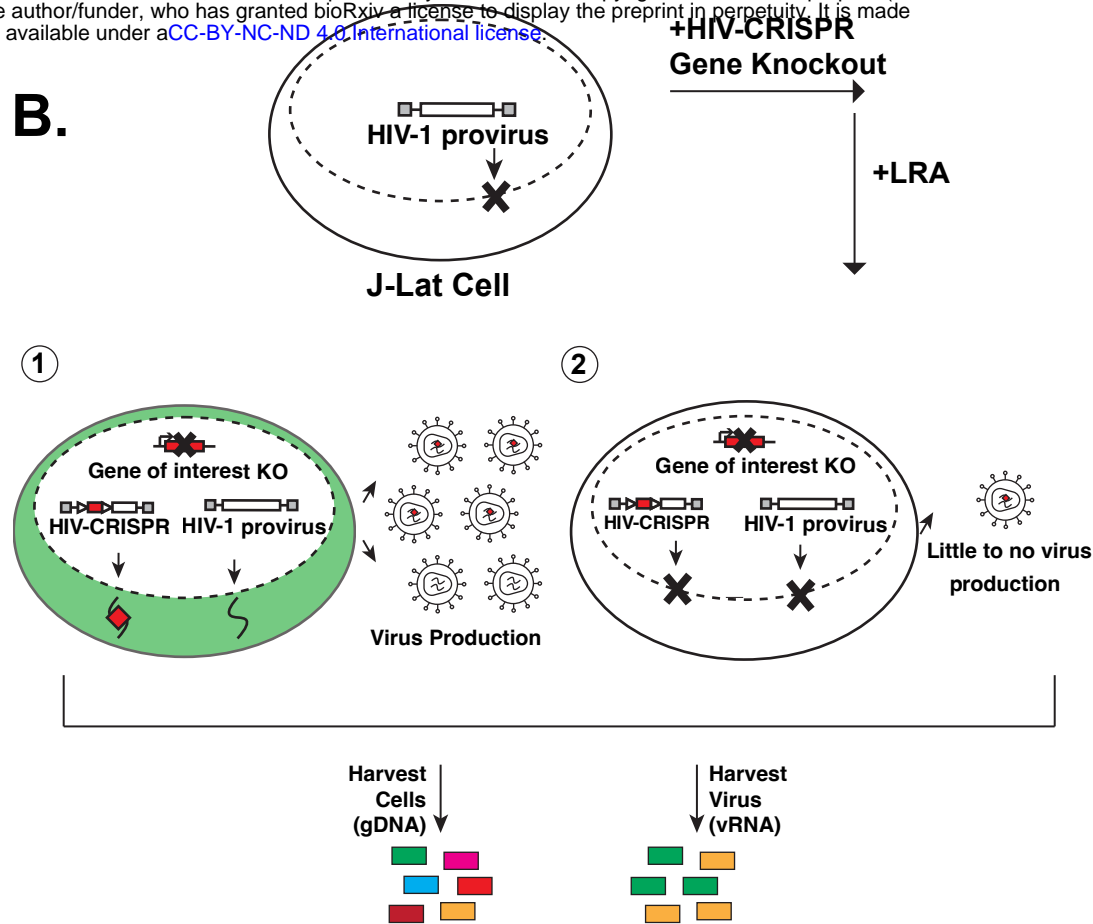 e author/funder, who has granted bioRxiv a license to display the preprint in perpetuity. It is made
available under aCC-BY-NC-ND 4.0 International license.
B.
HIV-1 provirus
J-Lat Cell
+HIV-CRISPR
Gene Knockout
+LRA
1
Gene of interest KO
HIV-CRISPR
HIV-1 provirus
Virus Production
2
Gene of interest KO
HIV-CRISPR
HIV-1 provirus
Little to no virus
production
Harvest
Cells
(gDNA)
Harvest
Virus
(vRNA)